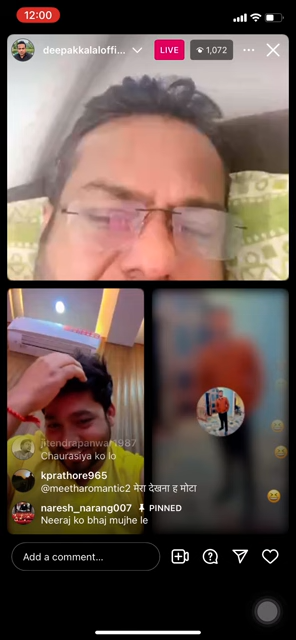 12:00
deepakkalaloffi...
LIVE
1,072
jitendrapanwar1987
Chaurasiya ko lo
kprathore965
@meetharomantic2 मेरा देखना ह मोटा
naresh_narang007 PINNED
Neeraj ko bhaj mujhe le
Add a comment...